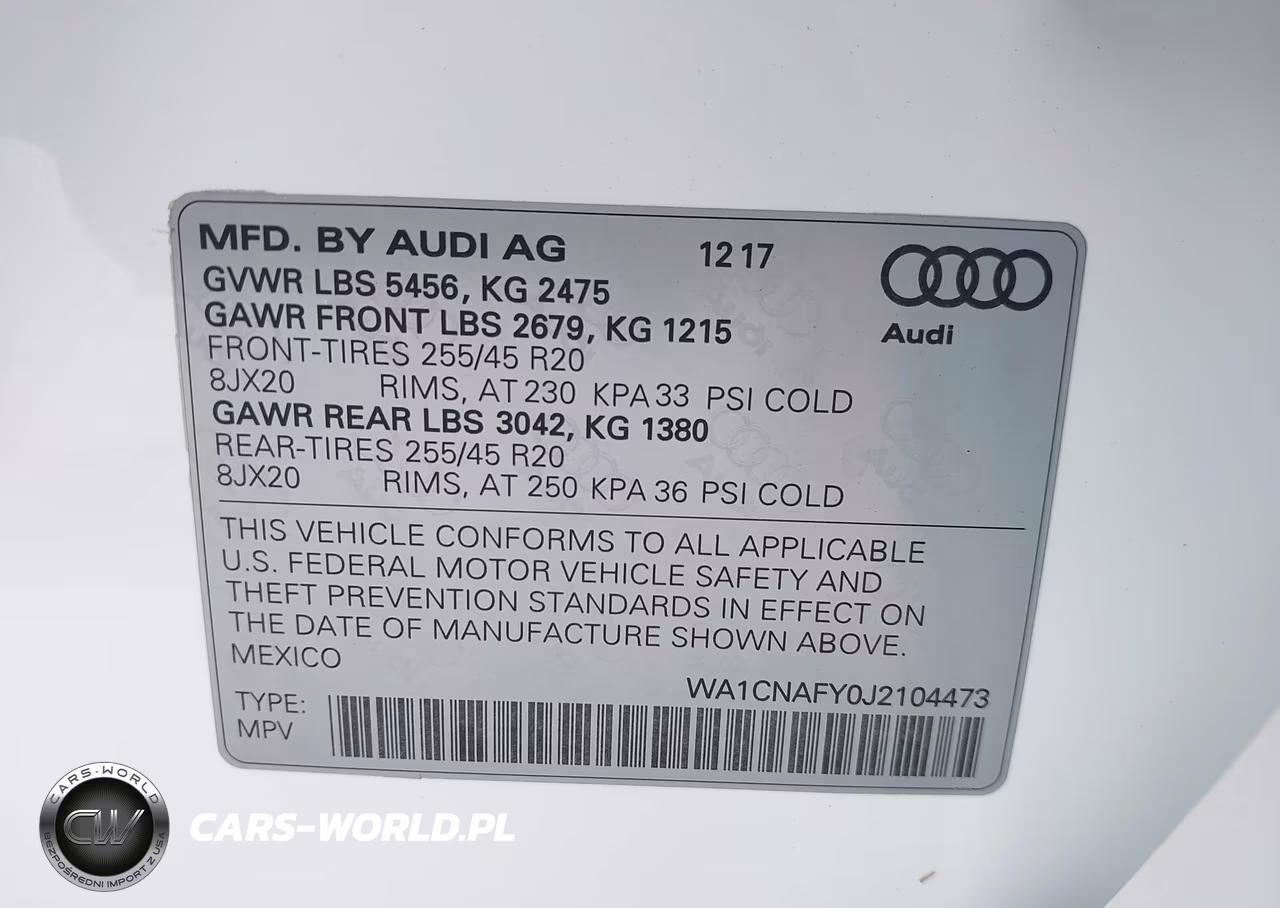 MFD. BY AUDI AG 12 17
GVWR LBS 5456, KG 2475
GAWR FRONT LBS 2679, KG 1215
Audi
FRONT-TIRES 255/45 R20
8JX20 RIMS, AT 230 KPA 33 PSI COLD
GAWR REAR LBS 3042, KG 1380
REAR-TIRES 255/45 R20
8JX20 RIMS, AT 250 KPA 36 PSI COLD
THIS VEHICLE CONFORMS TO ALL APPLICABLE
U.S. FEDERAL MOTOR VEHICLE SAFETY AND
THEFT PREVENTION STANDARDS IN EFFECT ON
THE DATE OF MANUFACTURE SHOWN ABOVE.
MEXICO
WA1CNAFY0J2104473
TYPE:
MPV
CARS-WORLD
CW
BEZPOŚREDNI IMPORT Z USA
CARS-WORLD.PL